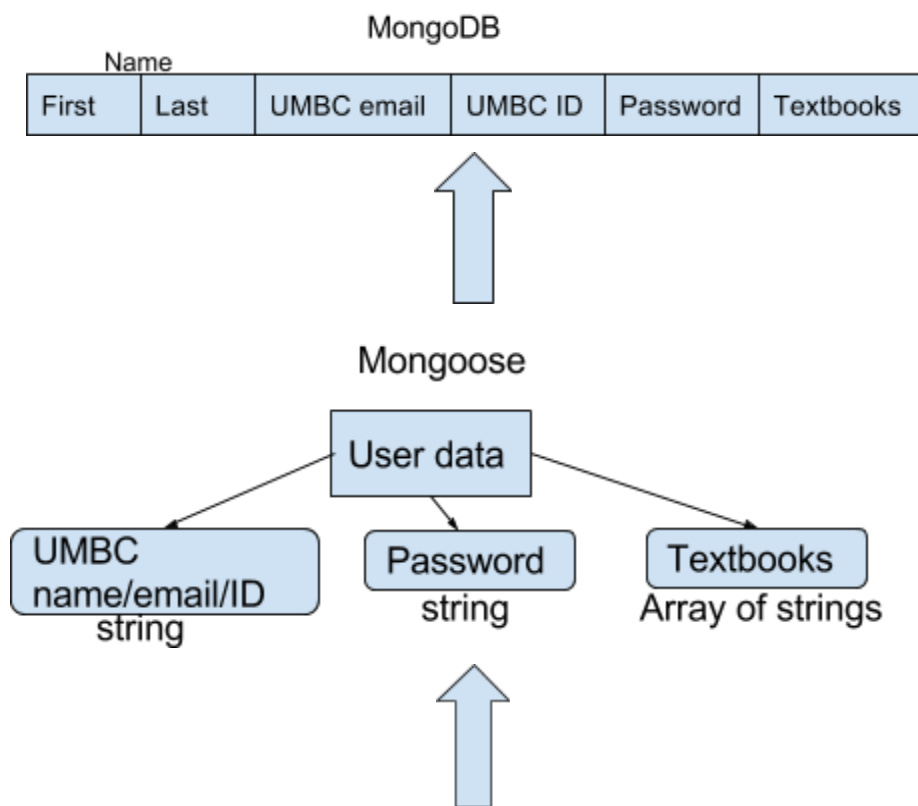 MongoDB
Name
First Last UMBC email UMBC ID Password Textbooks
Mongoose
User data
UMBC
name/email/ID
string
Password
string
Textbooks
Array of strings